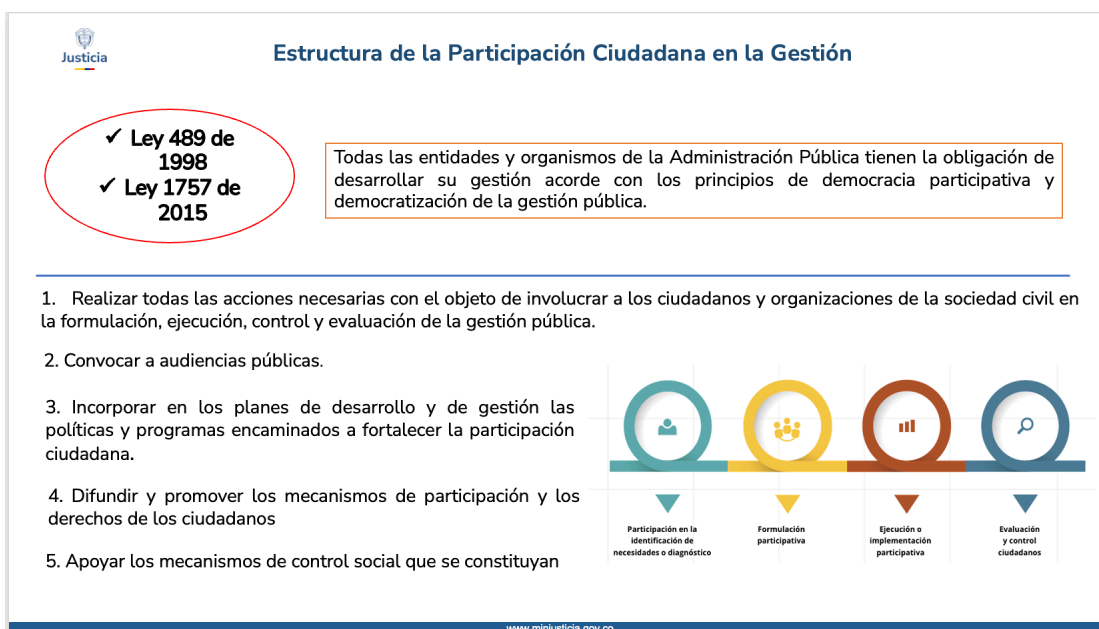 Justicia
Estructura de la Participación Ciudadana en la Gestión
✓ Ley 489 de
1998
✓ Ley 1757 de
2015
Todas las entidades y organismos de la Administración Pública tienen la obligación de
desarrollar su gestión acorde con los principios de democracia participativa y
democratización de la gestión pública.
1. Realizar todas las acciones necesarias con el objeto de involucrar a los ciudadanos y organizaciones de la sociedad civil en
la formulación, ejecución, control y evaluación de la gestión pública.
2. Convocar a audiencias públicas.
3. Incorporar en los planes de desarrollo y de gestión las
políticas y programas encaminados a fortalecer la participación
ciudadana.
4. Difundir y promover los mecanismos de participación y los
derechos de los ciudadanos
5. Apoyar los mecanismos de control social que se constituyan
Participación en la
identificación de
necesidades o diagnóstico
Formulación
participativa
Ejecución o
implementación
participativa
Evaluación
y control
ciudadanos
www.minjusticia.gov.co